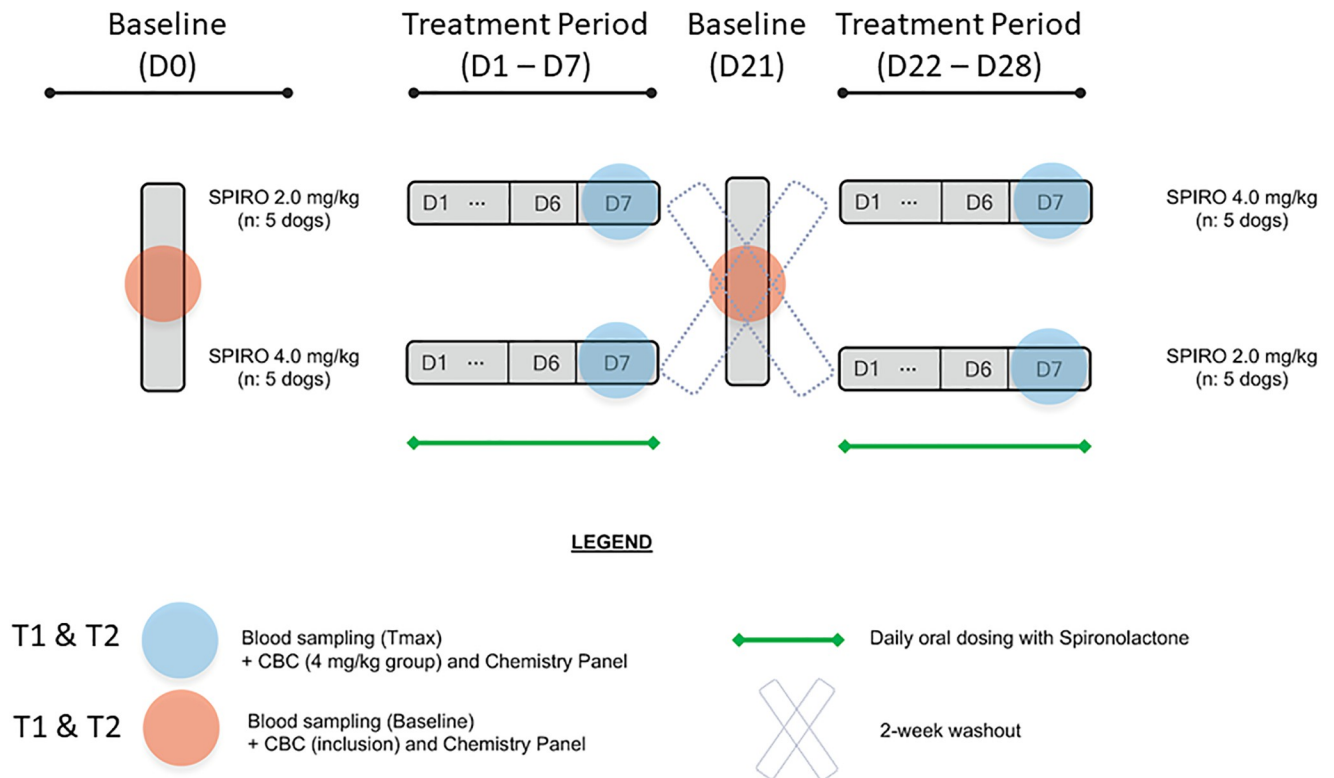 Baseline
(D0)
Treatment Period
(D1 – D7)
Baseline
(D21)
Treatment Period
(D22 – D28)
SPIRO 2.0 mg/kg
(n: 5 dogs)
D1 ... D6 D7
D1 ... D6 D7
SPIRO 4.0 mg/kg
(n: 5 dogs)
SPIRO 4.0 mg/kg
(n: 5 dogs)
D1 ... D6 D7
D1 ... D6 D7
SPIRO 2.0 mg/kg
(n: 5 dogs)
LEGEND
T1 & T2
Blood sampling (Tmax)
+ CBC (4 mg/kg group) and Chemistry Panel
Daily oral dosing with Spironolactone
T1 & T2
Blood sampling (Baseline)
+ CBC (inclusion) and Chemistry Panel
2-week washout